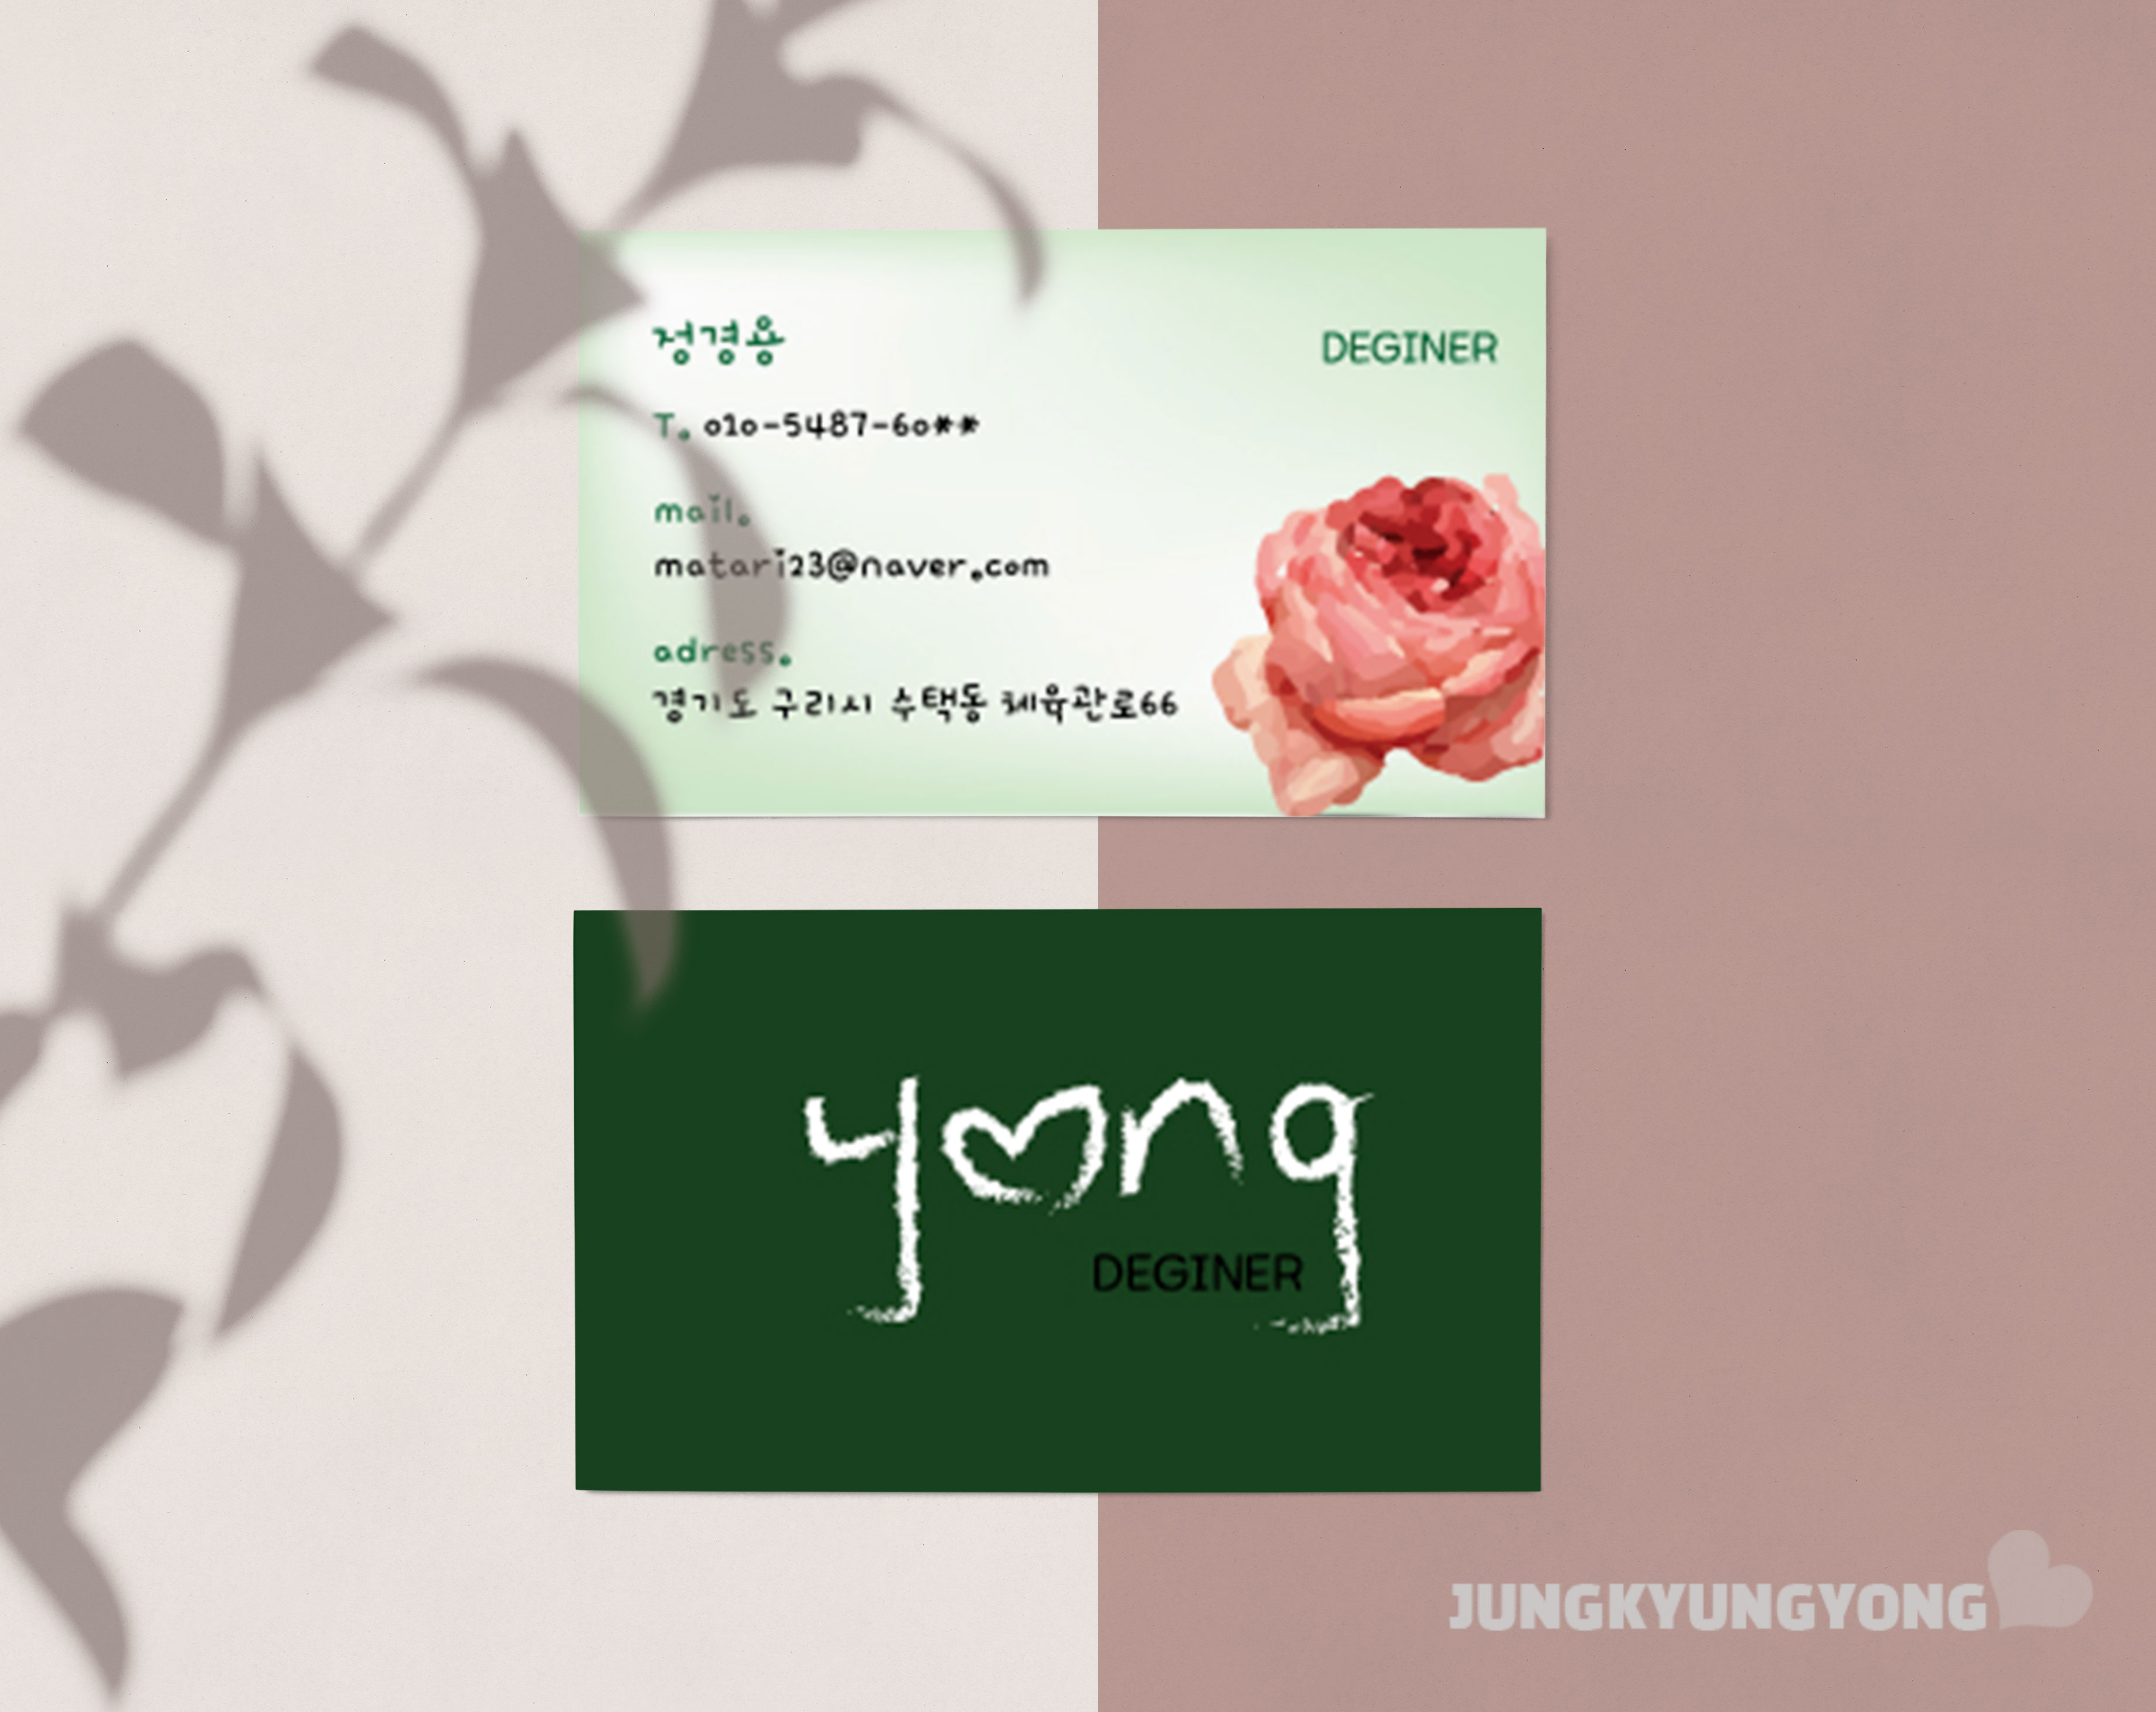 정경용
DEGINER
T. 010-5487-60**
mail.
matari23@naver.com
adress.
경기도 구리시 수택동 체육관로66
yong
DEGINER
JUNGKYUNGYONG